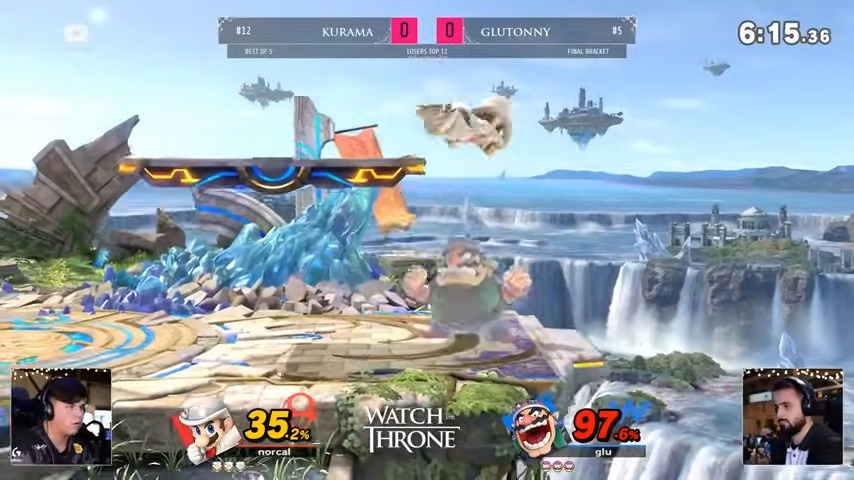 #12 KURAMA 0 0 GLUTONNY #5
BEST OF 5 LOSERS TOP 12 FINAL BRACKET
6:15.36
35.2%
norcal
WATCH THE THRONE
97.6%
glu